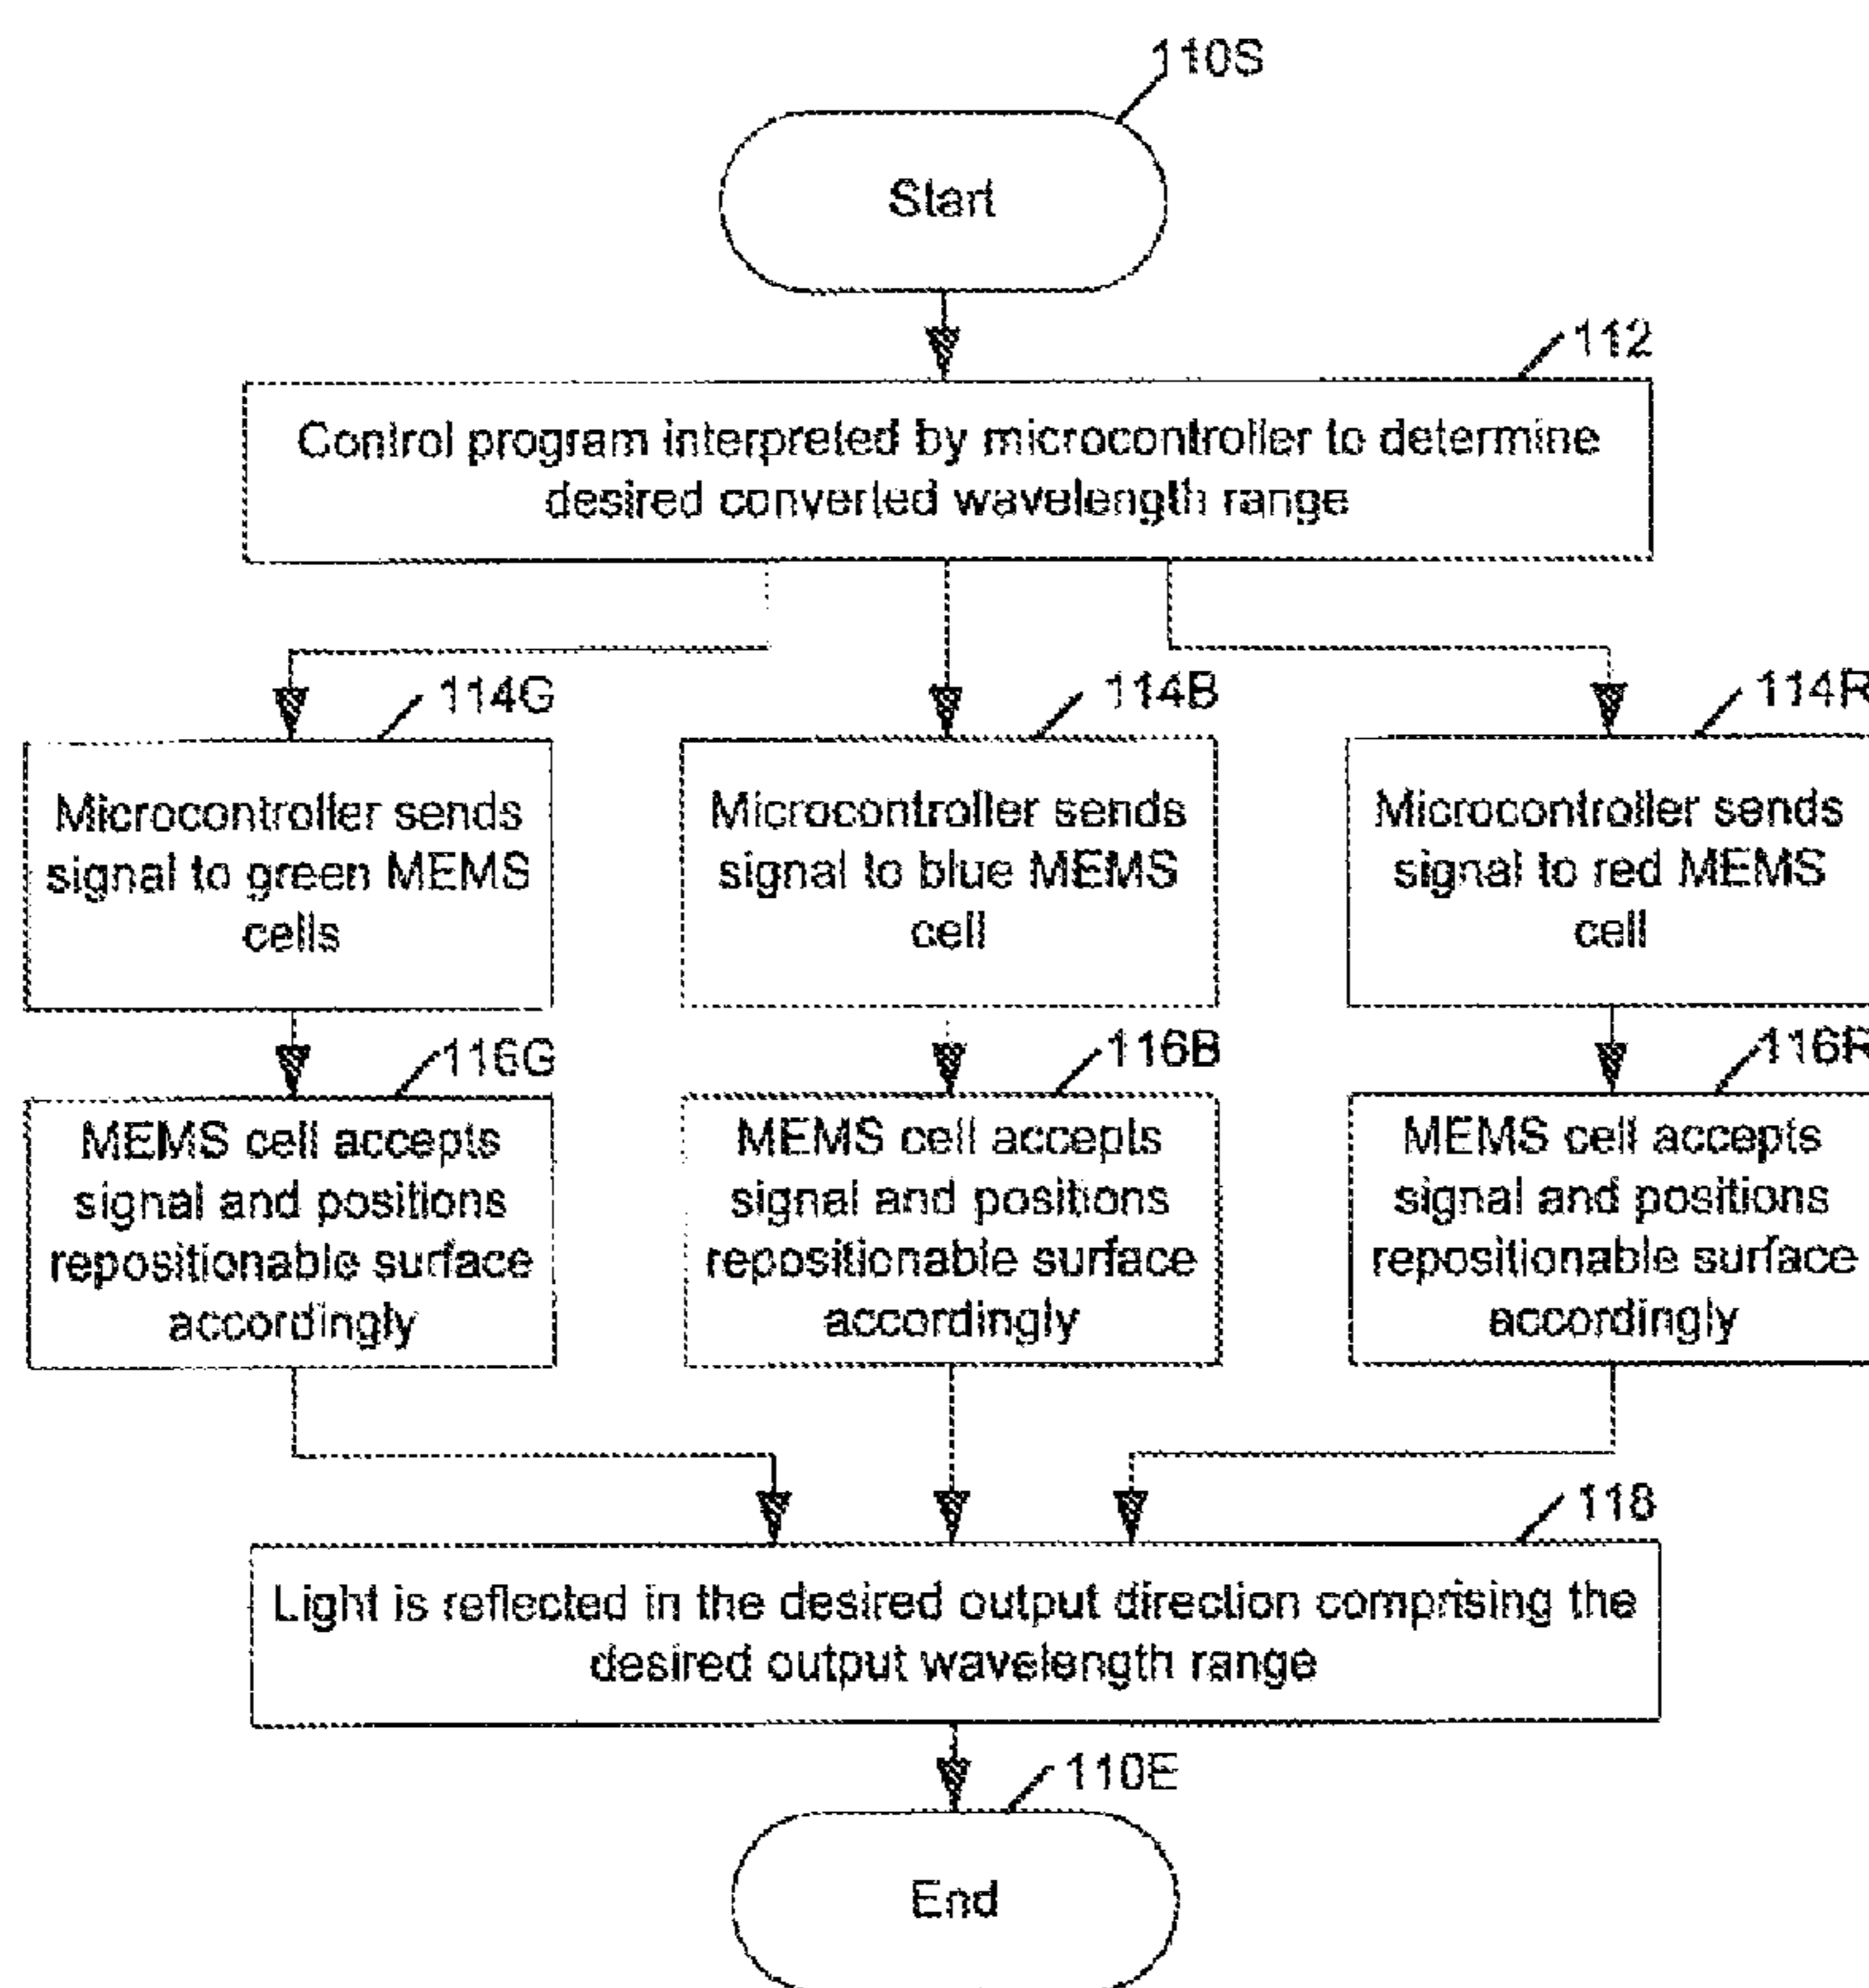 110S
Start
112
Control program interpreted by microcontroller to determine
desired converted wavelength range
114G
114B
114R
Microcontroller sends
signal to green MEMS
cells
Microcontroller sends
signal to blue MEMS
cell
Microcontroller sends
signal to red MEMS
cell
116G
116B
116R
MEMS cell accepts
signal and positions
repositionable surface
accordingly
MEMS cell accepts
signal and positions
repositionable surface
accordingly
MEMS cell accepts
signal and positions
repositionable surface
accordingly
118
Light is reflected in the desired output direction comprising the
desired output wavelength range
110E
End